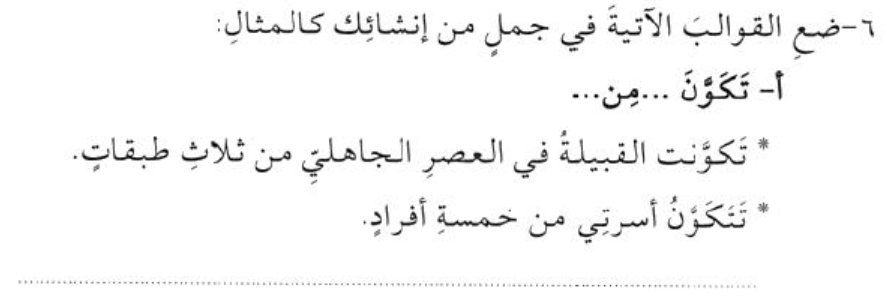 ٦-ضعِ القوالبَ الآتيةَ في جملٍ من إنشائِك كالمثالِ:
أ- تَكَوَّنَ ...مِن...
* تَكوَّنت القبيلةُ في العصرِ الجاهليِّ من ثلاثِ طبقاتٍ.
* تَتَكَوَّنُ أسرتِي من خمسةِ أفرادٍ.
................................................................